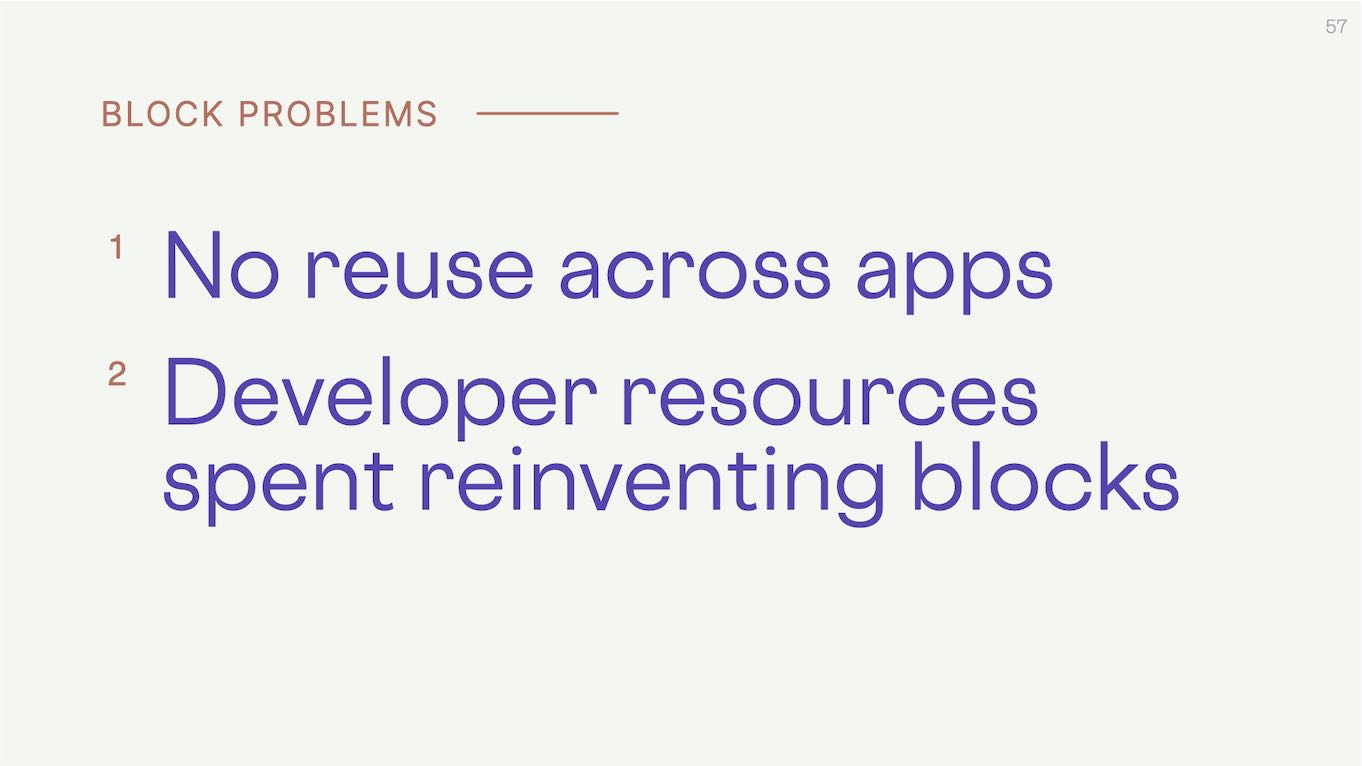 57
BLOCK PROBLEMS
1 No reuse across apps
2 Developer resources
spent reinventing blocks